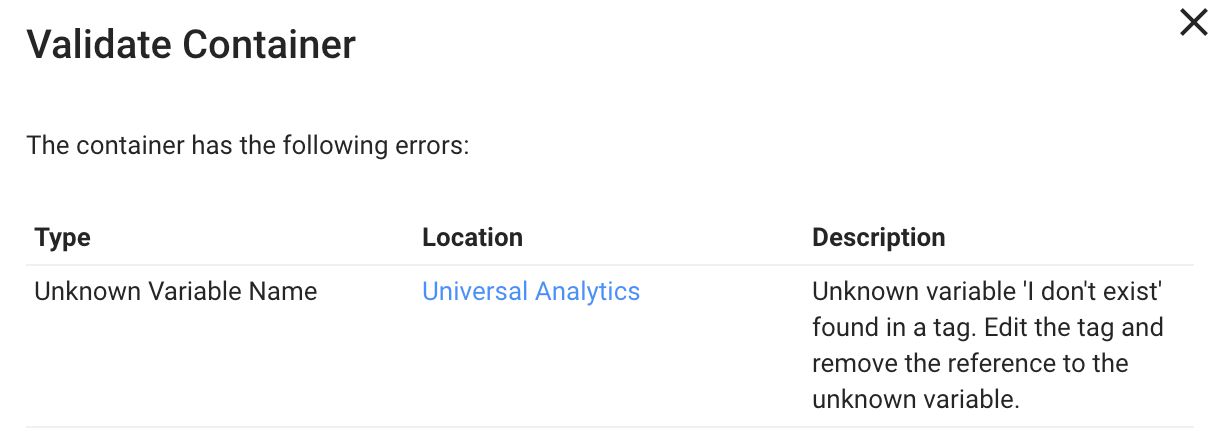 Validate Container
The container has the following errors:
Type Location Description
Unknown Variable Name Universal Analytics Unknown variable 'I don't exist'
found in a tag. Edit the tag and
remove the reference to the
unknown variable.